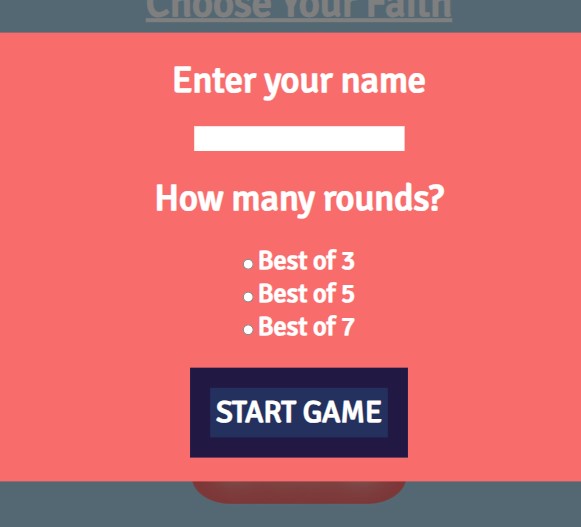 Choose Your Faith
Enter your name
How many rounds?
Best of 3
Best of 5
Best of 7
START GAME